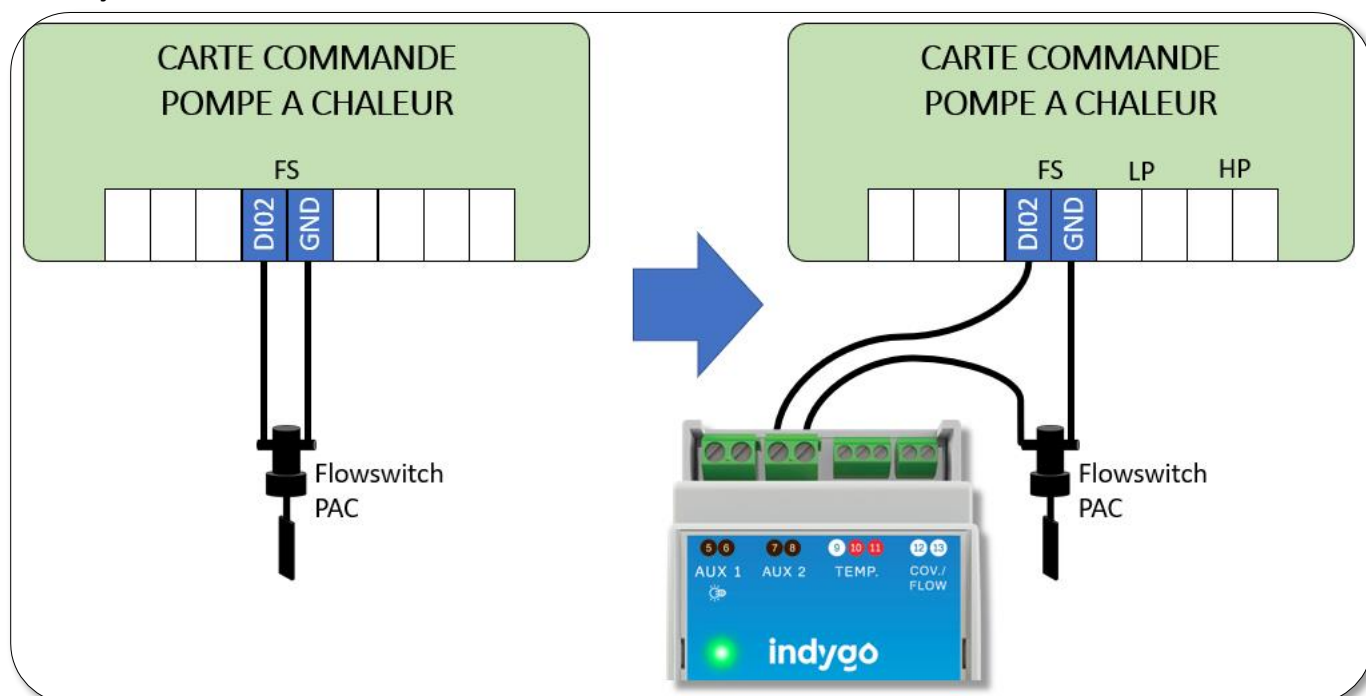 CARTE COMMANDE
POMPE A CHALEUR
FS
DI02
GND
Flowswitch
PAC
CARTE COMMANDE
POMPE A CHALEUR
FS LP HP
DI02
GND
Flowswitch
PAC
5 6 7 8 9 10 11 12 13
AUX 1 AUX 2 TEMP. COV./
FLOW
indygo